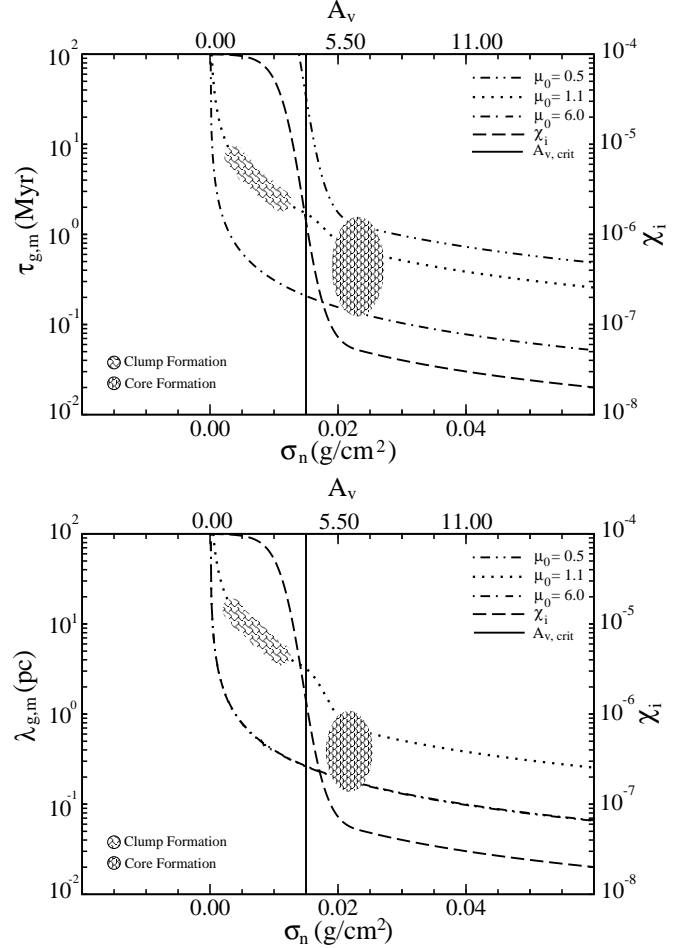 A_v
0.00 5.50 11.00
10^2 10^-4
μ_0 = 0.5
μ_0 = 1.1
μ_0 = 6.0
χ_i
A_v, crit
10^1 10^-5
10^0 10^-6
10^-1 10^-7
10^-2 10^-8
τ_g,m (Myr)
χ_i
Clump Formation
Core Formation
0.00 0.02 0.04
σ_n (g/cm^2)
A_v
0.00 5.50 11.00
10^2 10^-4
μ_0 = 0.5
μ_0 = 1.1
μ_0 = 6.0
χ_i
A_v, crit
10^1 10^-5
10^0 10^-6
10^-1 10^-7
10^-2 10^-8
λ_g,m (pc)
χ_i
Clump Formation
Core Formation
0.00 0.02 0.04
σ_n (g/cm^2)